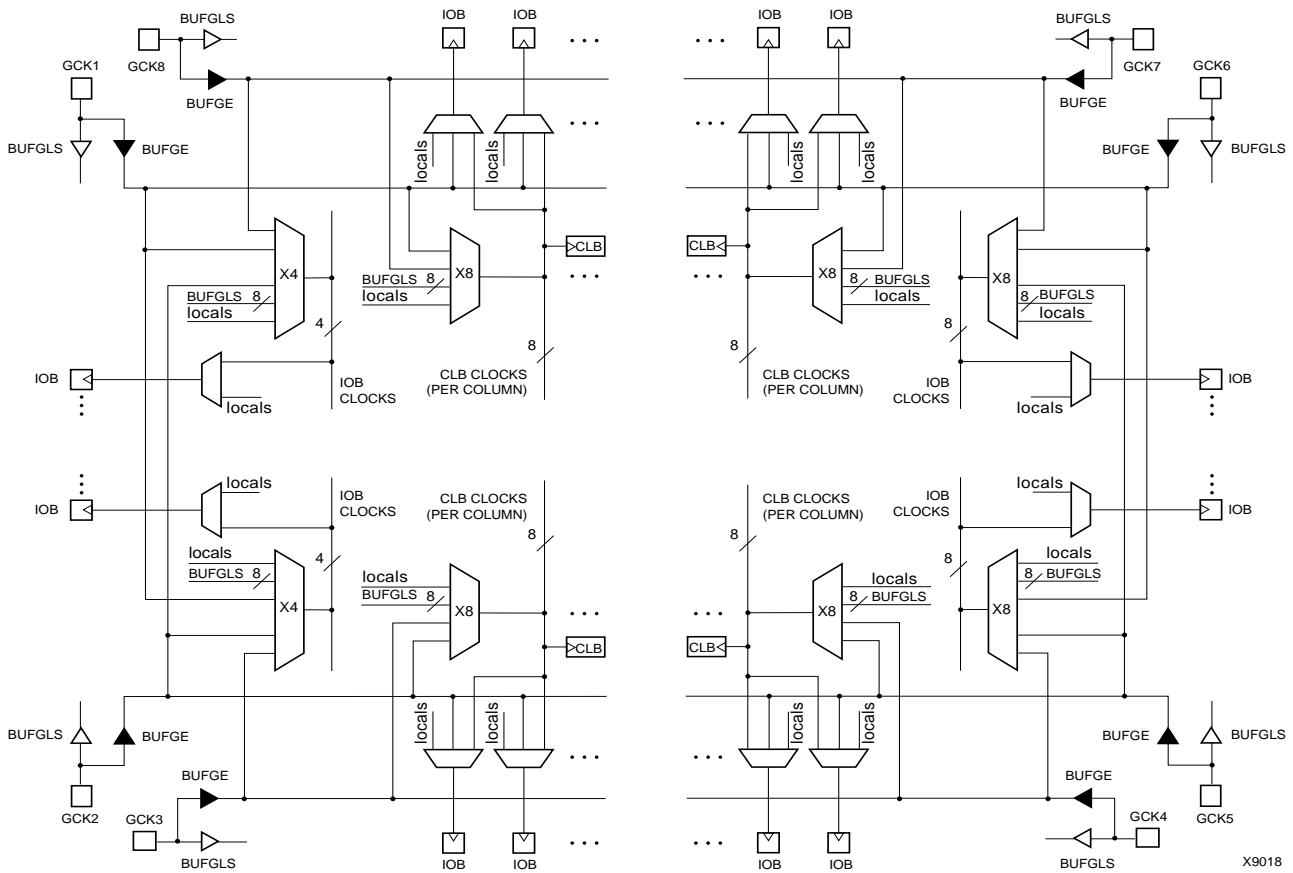 BUFGLS
IOB
IOB
IOB
IOB
BUFGLS
GCK8
GCK7
GCK1
GCK6
BUFGE
BUFGE
BUFGLS
BUFGE
BUFGE
BUFGLS
locals
locals
locals
locals
CLB
CLB
X4
X8
X8
X8
BUFGLS 8
locals
BUFGLS 8
locals
8 BUFGLS
locals
8 BUFGLS
locals
4
8
8
8
IOB
IOB
CLOCKS
CLB CLOCKS
(PER COLUMN)
CLB CLOCKS
(PER COLUMN)
IOB
CLOCKS
IOB
locals
locals
locals
locals
IOB
IOB
CLOCKS
CLB CLOCKS
(PER COLUMN)
CLB CLOCKS
(PER COLUMN)
IOB
CLOCKS
IOB
4
8
8
8
locals
BUFGLS 8
locals
BUFGLS 8
locals
8 BUFGLS
locals
8 BUFGLS
X4
X8
X8
X8
CLB
CLB
locals
locals
locals
locals
BUFGLS
BUFGE
BUFGE
BUFGLS
BUFGE
BUFGE
GCK2
GCK3
GCK4
GCK5
BUFGLS
IOB
IOB
IOB
IOB
BUFGLS
X9018